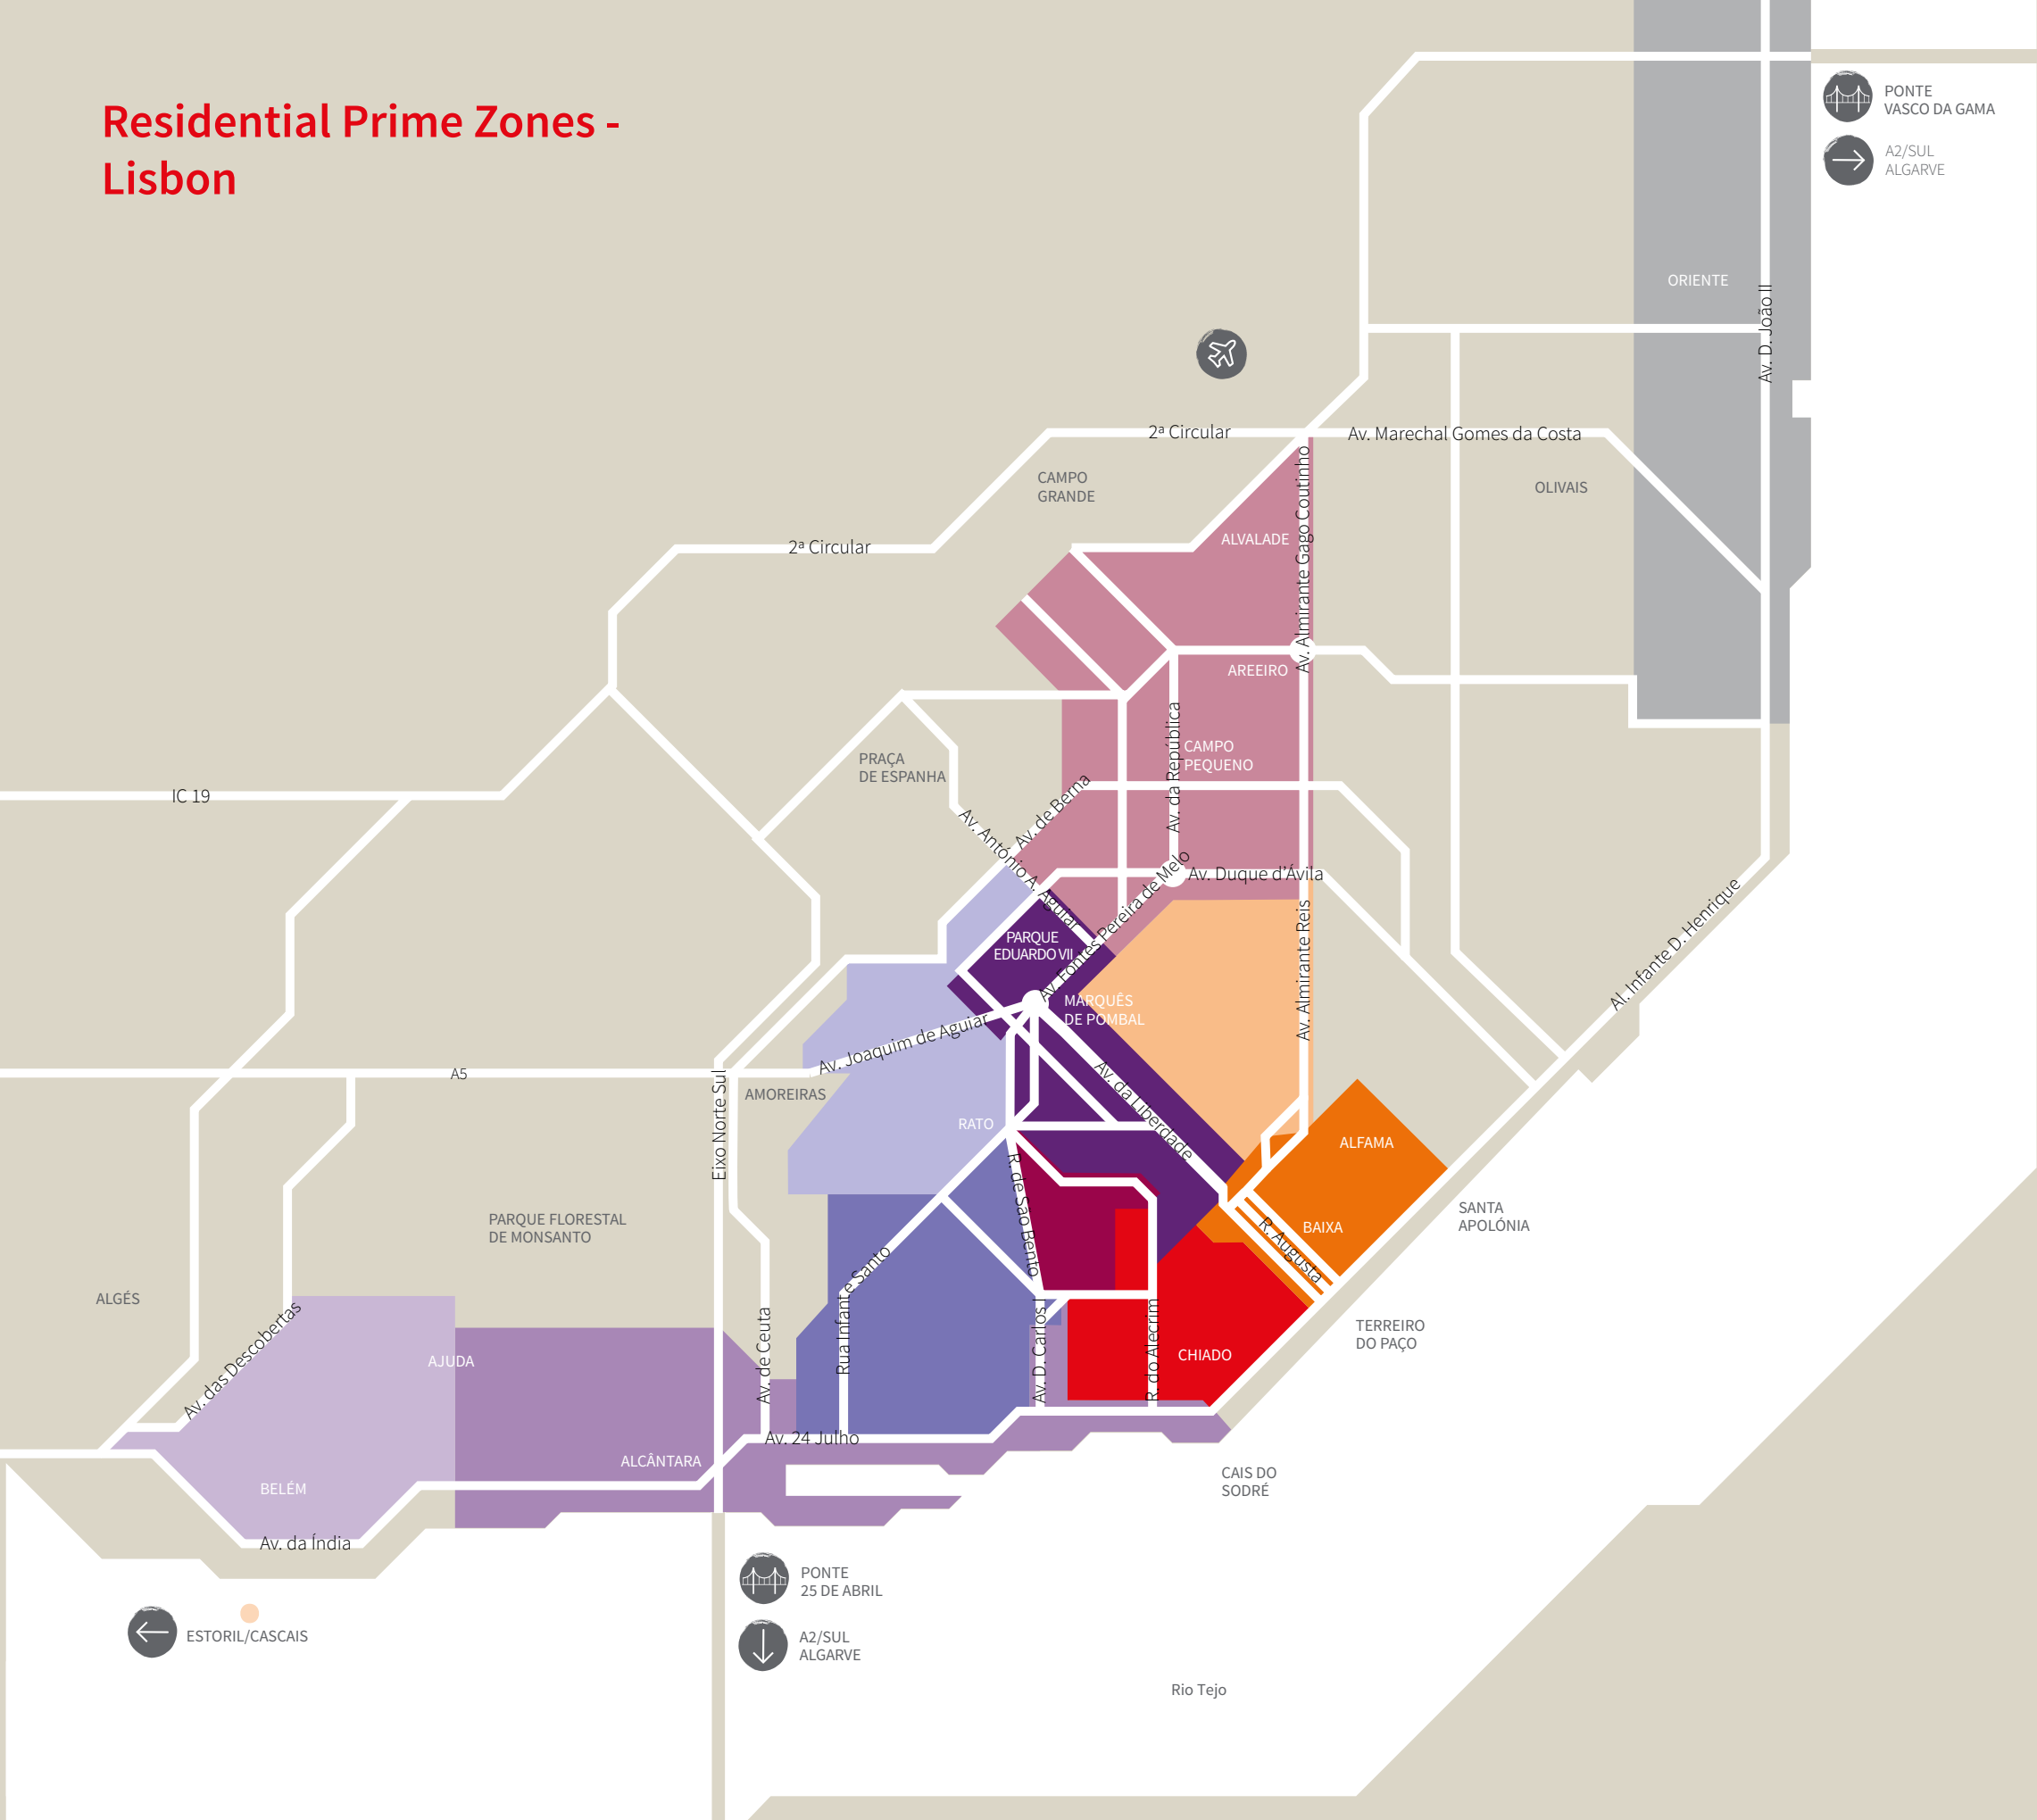 Residential Prime Zones -
Lisbon
PONTE
VASCO DA GAMA
A2/SUL
ALGARVE
ORIENTE
Av. D. João II
2ª Circular
Av. Marechal Gomes da Costa
CAMPO
GRANDE
OLIVAIS
2ª Circular
ALVALADE
Av. Almirante Gago Coutinho
AREEIRO
PRAÇA
DE ESPANHA
CAMPO
PEQUENO
Av. da República
IC 19
Av. de Berna
Av. António A. Aguiar
Av. Duque d’Ávila
Av. Fontes Pereira de Melo
PARQUE
EDUARDO VII
Av. Almirante Reis
Al. Infante D. Henrique
MARQUÊS
DE POMBAL
Av. Joaquim de Aguiar
A5
AMOREIRAS
Eixo Norte Sul
RATO
Av. da Liberdade
ALFAMA
R. de São Bento
SANTA
APOLÓNIA
PARQUE FLORESTAL
DE MONSANTO
BAIXA
R. Augusta
Rua Infante Santo
ALGÉS
Av. das Descobertas
Av. de Ceuta
Av. D. Carlos I
R. do Alecrim
TERREIRO
DO PAÇO
AJUDA
CHIADO
Av. 24 Julho
ALCÂNTARA
CAIS DO
SODRÉ
BELÉM
Av. da Índia
PONTE
25 DE ABRIL
ESTORIL/CASCAIS
A2/SUL
ALGARVE
Rio Tejo